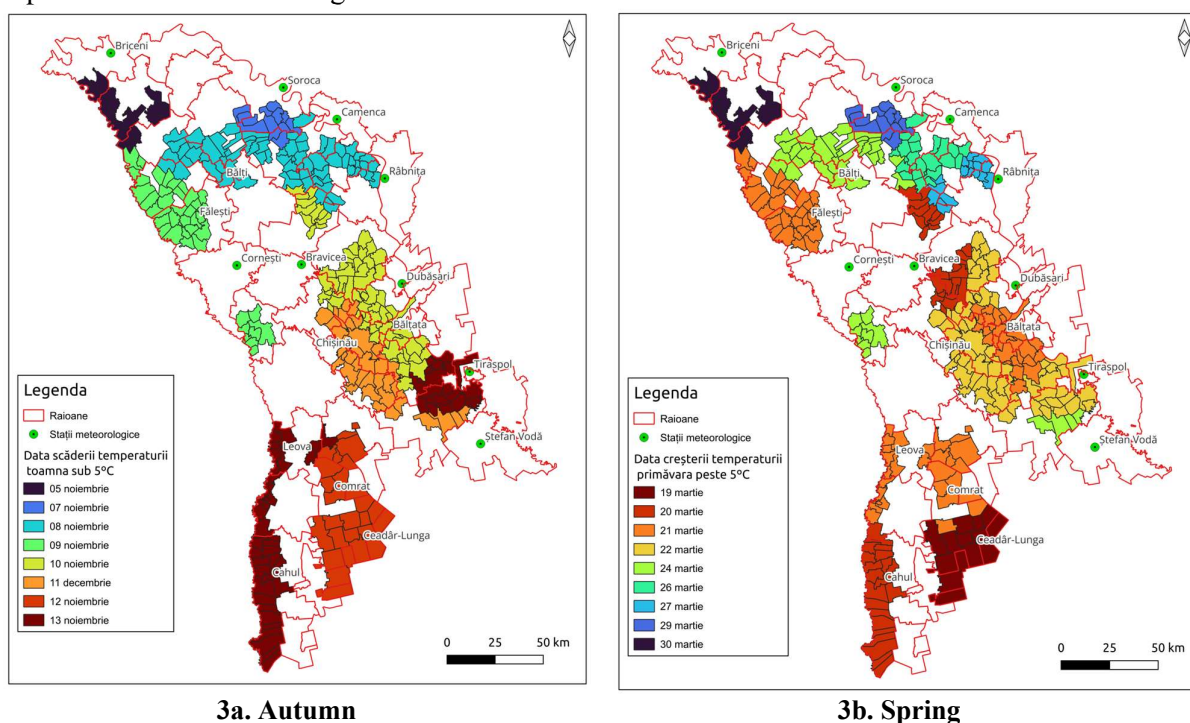 Briceni
Soroca
Camenca
Bălți
Râbnița
Fălești
Cornești
Bravicea
Dubăsari
Bălțata
Chișinău
Tiraspol
Ștefan Vodă
Leova
Comrat
Ceadâr-Lunga
Cahul
Legenda
Raioane
Stații meteorologice
Data scăderii temperaturii
toamna sub 5ºC
05 noiembrie
07 noiembrie
08 noiembrie
09 noiembrie
10 noiembrie
11 decembrie
12 noiembrie
13 noiembrie
0 25 50 km
3a. Autumn
Briceni
Soroca
Camenca
Bălți
Râbnița
Fălești
Cornești
Bravicea
Dubăsari
Bălțata
Chișinău
Tiraspol
Ștefan Vodă
Leova
Comrat
Ceadâr-Lunga
Cahul
Legenda
Raioane
Stații meteorologice
Data creșterii temperaturii
primăvara peste 5ºC
19 martie
20 martie
21 martie
22 martie
24 martie
26 martie
27 martie
29 martie
30 martie
0 25 50 km
3b. Spring